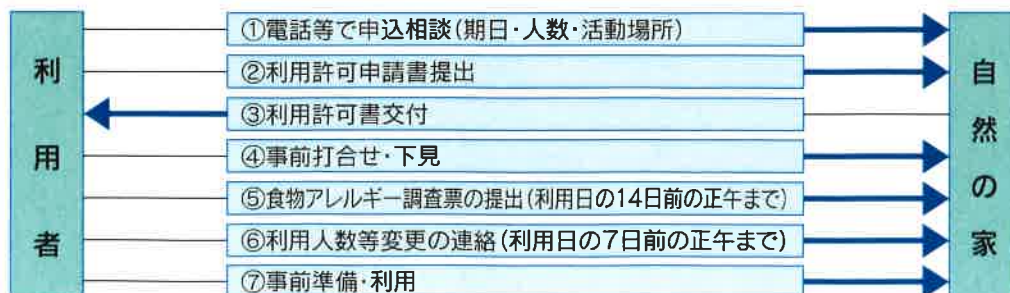 利用者
①電話等で申込相談(期日・人数・活動場所)
②利用許可申請書提出
③利用許可書交付
④事前打合せ・下見
⑤食物アレルギー調査票の提出(利用日の14日前の正午まで)
⑥利用人数等変更の連絡(利用日の7日前の正午まで)
⑦事前準備・利用
自然の家